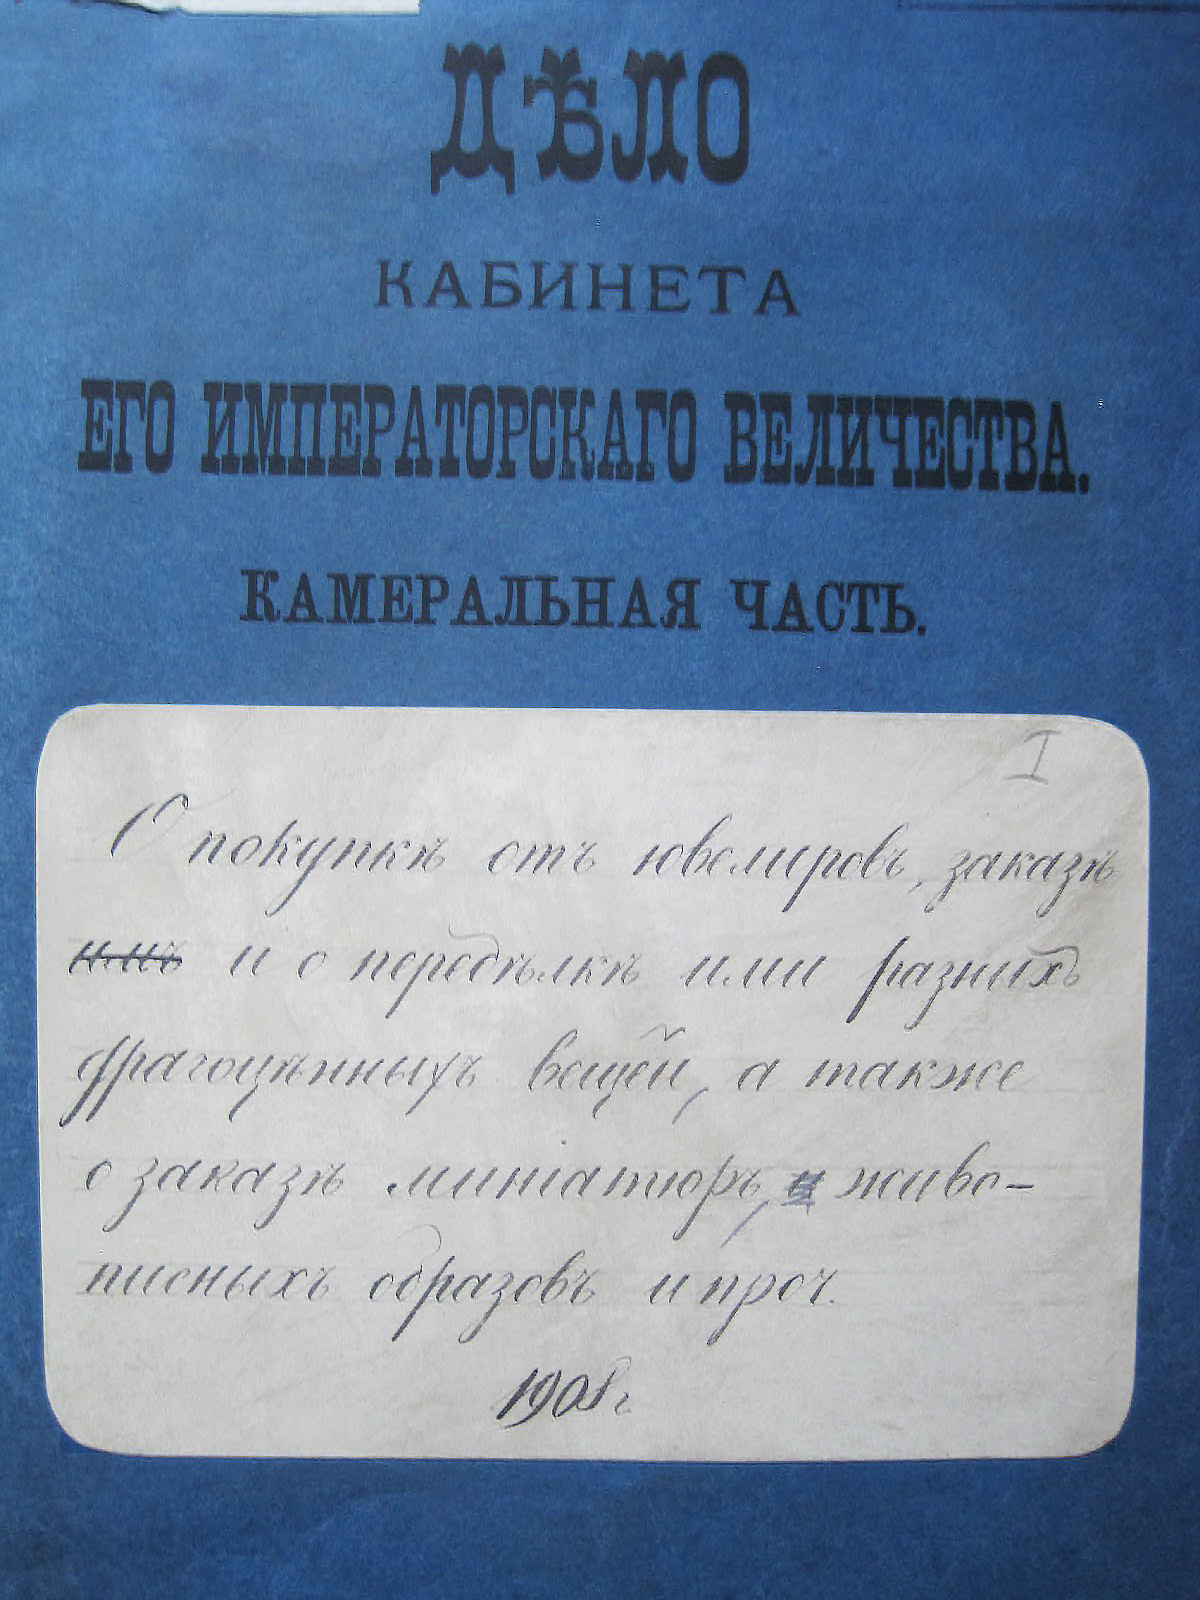 ДѢЛО
КАБИНЕТА
ЕГО ИМПЕРАТОРСКАГО ВЕЛИЧЕСТВА.
КАМЕРАЛЬНАЯ ЧАСТЬ.
I
О покупкѣ отъ ювелировъ, заказѣ
имъ и о передѣлкѣ ими разныхъ
драгоцѣнныхъ вещей, а также
о заказѣ миніатюръ, и живо-
писныхъ образовъ и проч.
1908 г